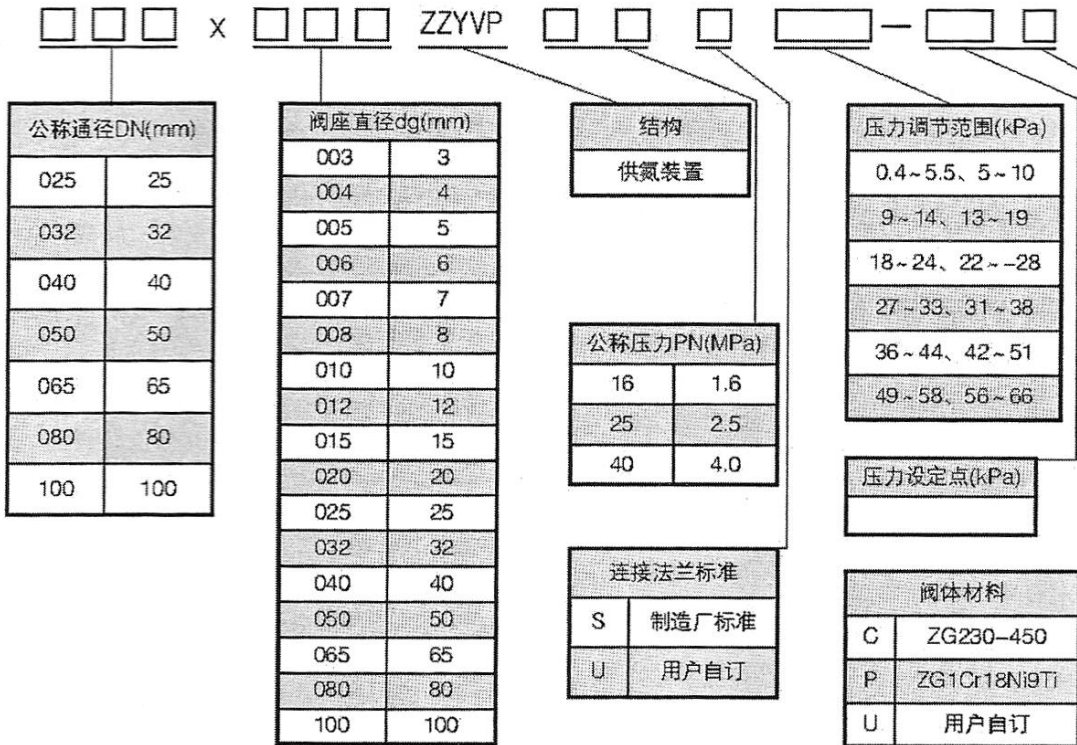 □□□ x □□□ ZZYVP □ □ □ □ — □ □
公称通径DN(mm)
025 25
032 32
040 40
050 50
065 65
080 80
100 100
阀座直径dg(mm)
003 3
004 4
005 5
006 6
007 7
008 8
010 10
012 12
015 15
020 20
025 25
032 32
040 40
050 50
065 65
080 80
100 100
结构
供氮装置
公称压力PN(MPa)
16 1.6
25 2.5
40 4.0
连接法兰标准
S 制造厂标准
U 用户自订
压力调节范围(kPa)
0.4~5.5、5~10
9~14、13~19
18~24、22~-28
27~33、31~38
36~44、42~51
49~58、56~66
压力设定点(kPa)
阀体材料
C ZG230-450
P ZG1Cr18Ni9Ti
U 用户自订